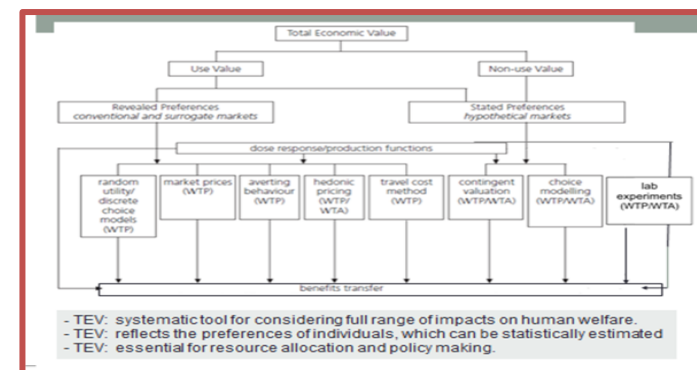 Total Economic Value
Use Value
Non-use Value
Revealed Preferences
conventional and surrogate markets
Stated Preferences
hypothetical markets
dose response/production functions
random
utility/
discrete
choice
models
(WTP)
market prices
(WTP)
averting
behaviour
(WTP)
hedonic
pricing
(WTP/
WTA)
travel cost
method
(WTP)
contingent
valuation
(WTP/WTA)
choice
modelling
(WTP/WTA)
lab
experiments
(WTP/WTA)
benefits transfer
- TEV: systematic tool for considering full range of impacts on human welfare.
- TEV: reflects the preferences of individuals, which can be statistically estimated
- TEV: essential for resource allocation and policy making.